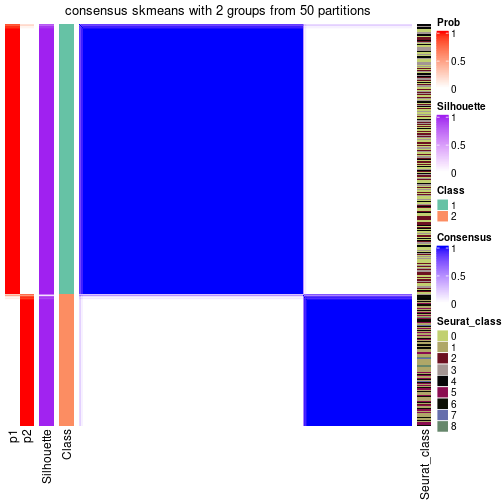 consensus skmeans with 2 groups from 50 partitions
Prob
1
0.5
0
Silhouette
1
0.5
0
Class
1
2
Consensus
1
0.5
0
Seurat_class
0
1
2
3
4
5
6
7
8
p1
p2
Silhouette
Class
Seurat_class